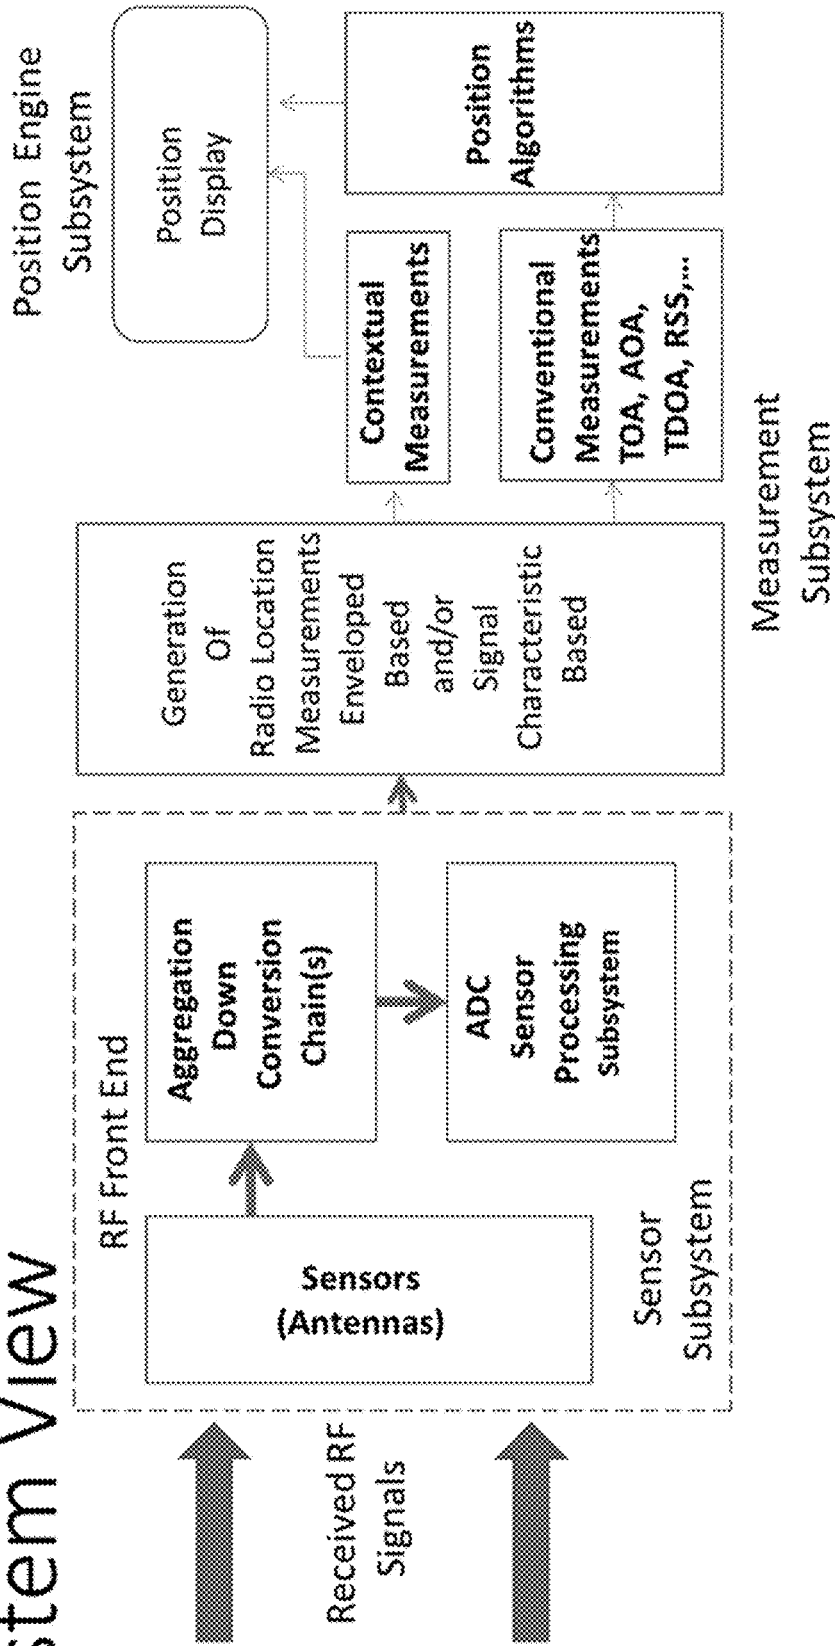 stem View
Received RF
Signals
RF Front End
Sensors
(Antennas)
Aggregation
Down
Conversion
Chain(s)
ADC
Sensor
Processing
Subsystem
Sensor
Subsystem
Generation
Of
Radio Location
Measurements
Enveloped
Based
and/or
Signal
Characteristic
Based
Contextual
Measurements
Conventional
Measurements
TOA, AOA,
TDOA, RSS,...
Measurement
Subsystem
Position Engine
Subsystem
Position
Display
Position
Algorithms